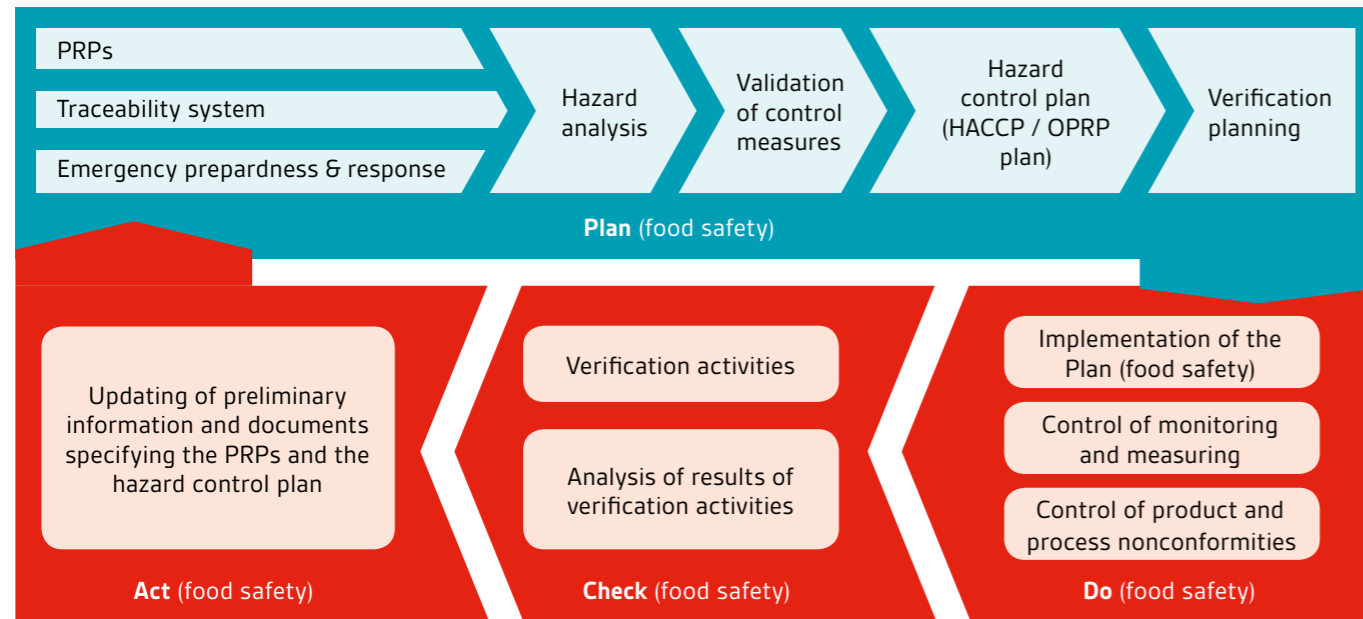 PRPs
Traceability system
Emergency prepardness & response
Hazard
analysis
Validation
of control
measures
Hazard
control plan
(HACCP / OPRP
plan)
Verification
planning
Plan (food safety)
Updating of preliminary
information and documents
specifying the PRPs and the
hazard control plan
Act (food safety)
Verification activities
Analysis of results of
verification activities
Check (food safety)
Implementation of the
Plan (food safety)
Control of monitoring
and measuring
Control of product and
process nonconformities
Do (food safety)